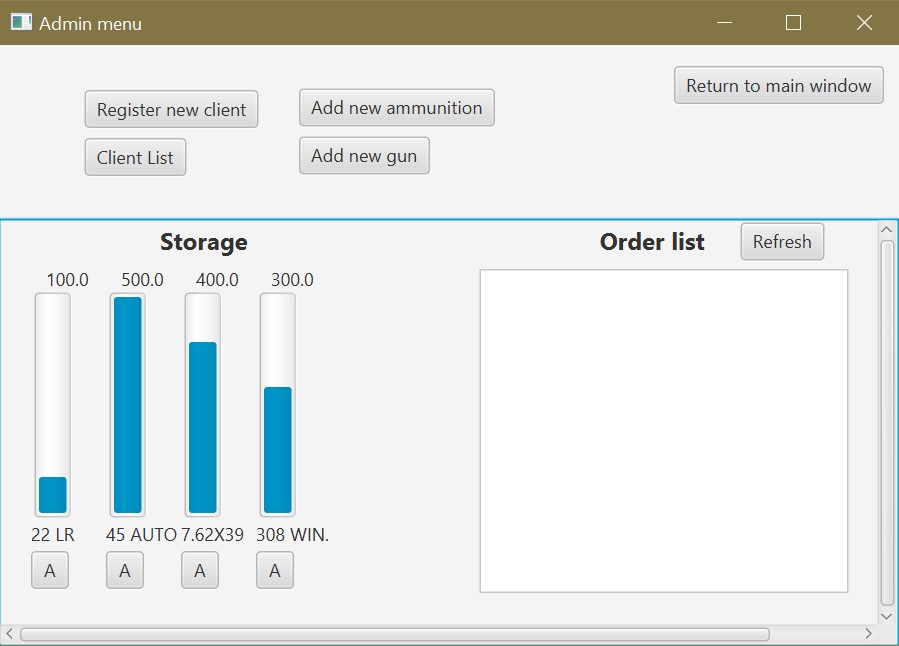 Admin menu
Return to main window
Register new client
Add new ammunition
Client List
Add new gun
Storage
Order list
Refresh
100.0 500.0 400.0 300.0
22 LR 45 AUTO 7.62X39 308 WIN.
A A A A